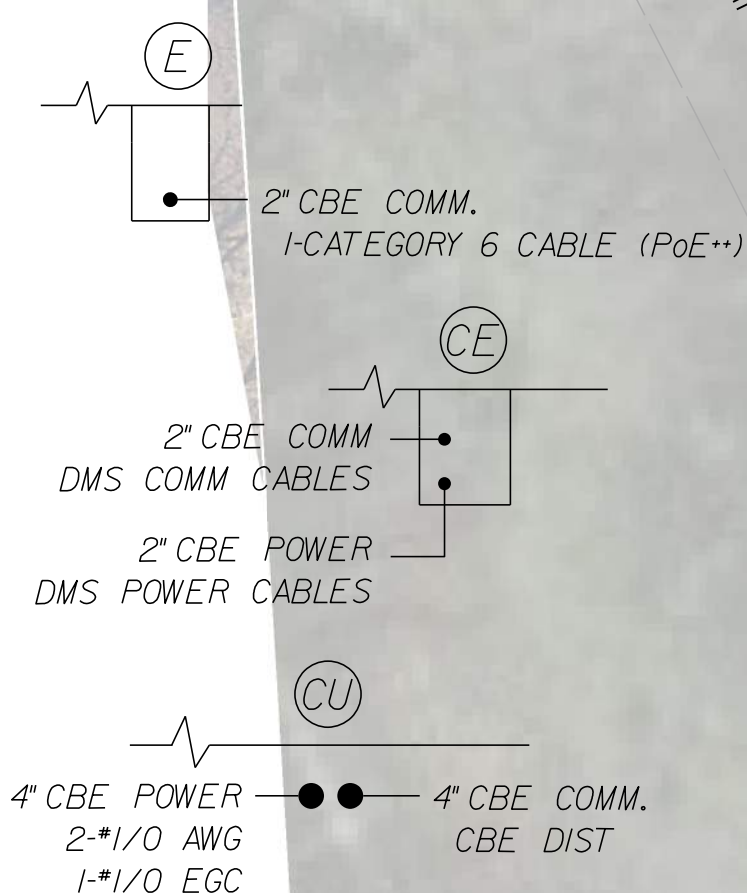 E
2" CBE COMM.
1-CATEGORY 6 CABLE (PoE++)
CE
2" CBE COMM
DMS COMM CABLES
2" CBE POWER
DMS POWER CABLES
CU
4" CBE POWER
2-#1/0 AWG
1-#1/0 EGC
4" CBE COMM.
CBE DIST